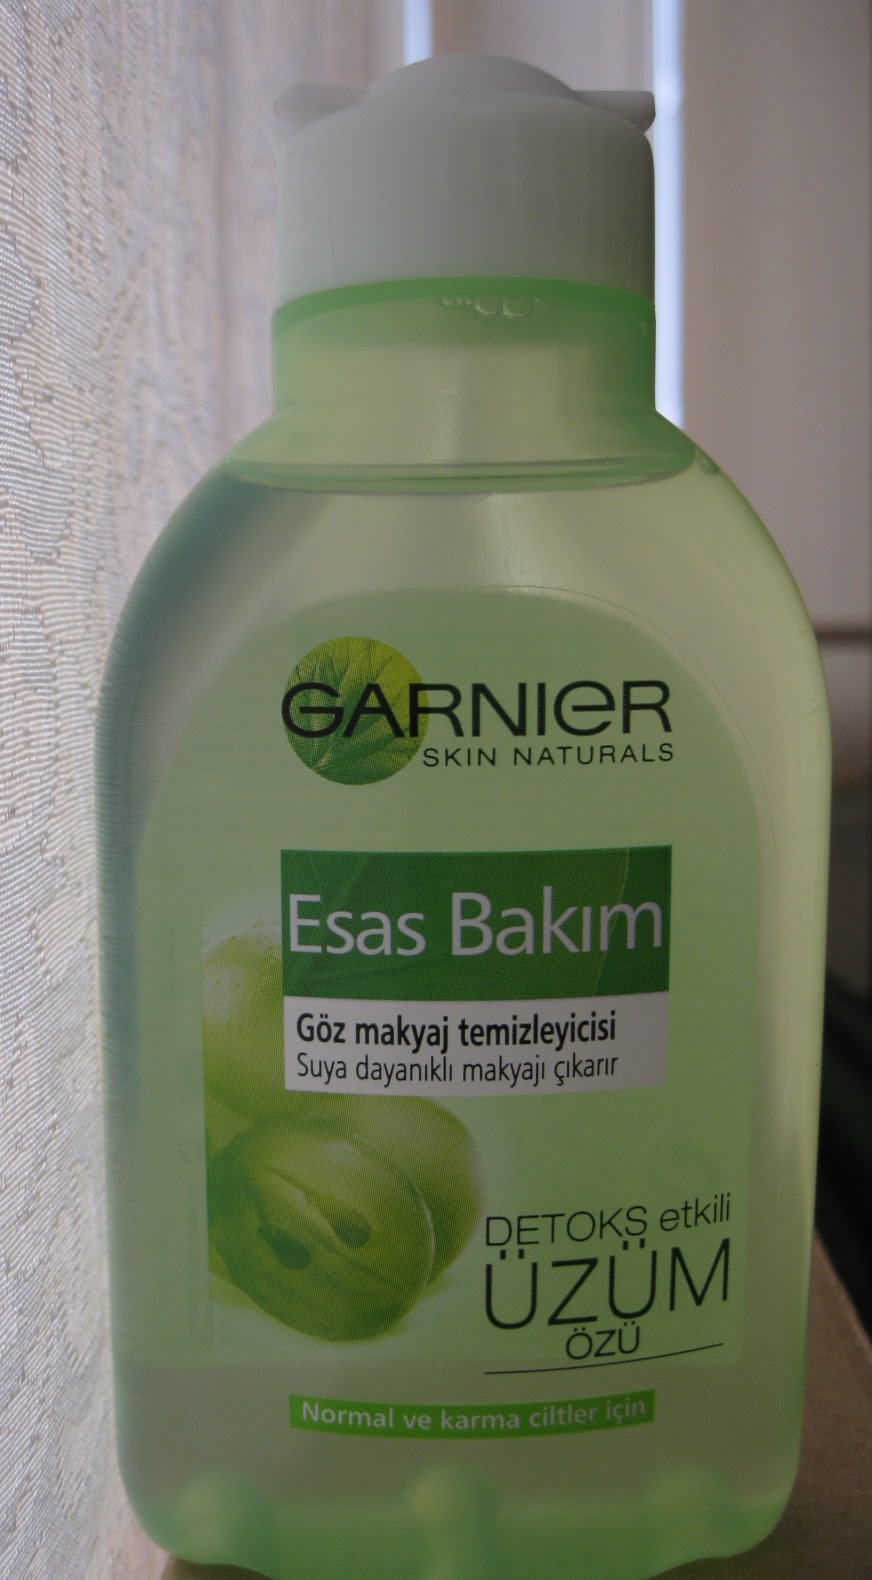 GARNIER
SKIN NATURALS
Esas Bakım
Göz makyaj temizleyicisi
Suya dayanıklı makyajı çıkarır
DETOKS etkili
ÜZÜM
ÖZÜ
Normal ve karma ciltler için